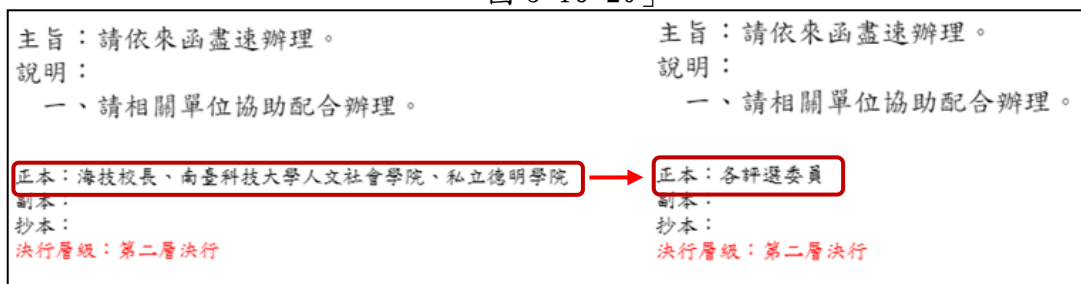 主旨：請依來函盡速辦理。
說明：
一、請相關單位協助配合辦理。
正本：海技校長、南臺科技大學人文社會學院、私立德明學院
副本：
抄本：
決行層級：第二層決行
主旨：請依來函盡速辦理。
說明：
一、請相關單位協助配合辦理。
正本：各評選委員
副本：
抄本：
決行層級：第二層決行